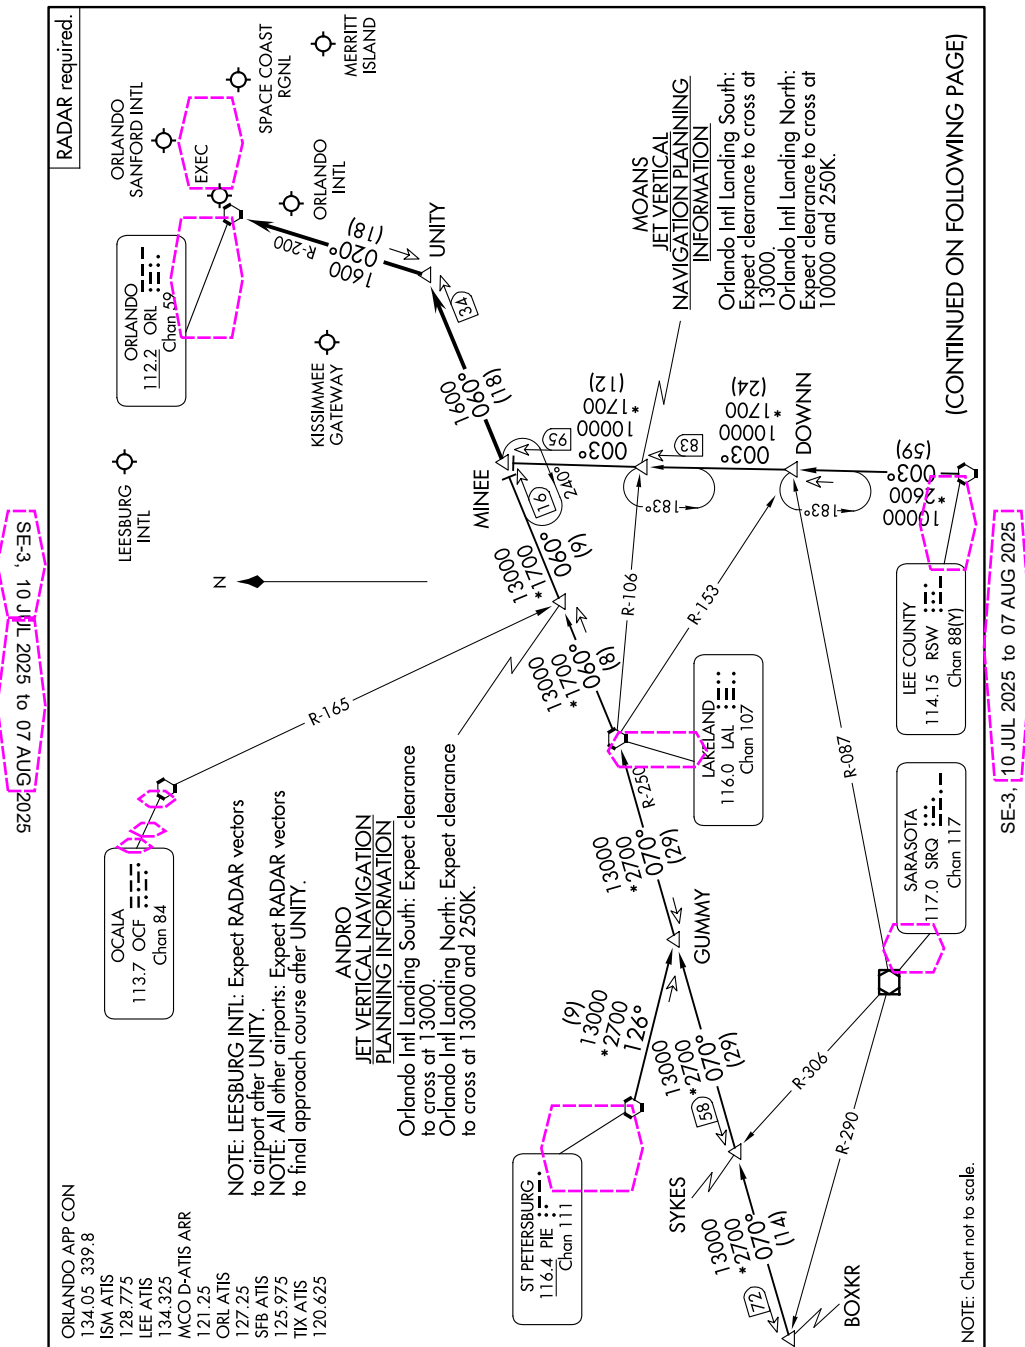 RADAR required.
ORLANDO APP CON
134.05 339.8
ISM ATIS
128.775
LEE ATIS
134.325
MCO D-ATIS ARR
121.25
ORL ATIS
127.25
SFB ATIS
125.975
TIX ATIS
120.625
ORLANDO
SANFORD INTL
SPACE COAST
RGNL
MERRITT
ISLAND
EXEC
ORLANDO
INTL
KISSIMMEE
GATEWAY
LEESBURG
INTL
ORLANDO
112.2 ORL
Chan 59
R-200
1600
020°
(18)
UNITY
34
1600
060°
(18)
MINEE
91
240°
95
003°
10000
*1700
(12)
83
183°
003°
10000
*1700
(24)
DOWNN
183°
10000
*2600
003°
(59)
LEE COUNTY
114.15 RSW
Chan 88(Y)
MOANS
JET VERTICAL
NAVIGATION PLANNING
INFORMATION
Orlando Intl Landing South:
Expect clearance to cross at
13000.
Orlando Intl Landing North:
Expect clearance to cross at
10000 and 250K.
(CONTINUED ON FOLLOWING PAGE)
N
13000
*1700
060°
(9)
13000
*1700
060°
(8)
R-106
R-153
R-165
R-087
OCALA
113.7 OCF
Chan 84
LAKELAND
116.0 LAL
Chan 107
R-250
SARASOTA
117.0 SRQ
Chan 117
NOTE: LEESBURG INTL: Expect RADAR vectors
to airport after UNITY.
NOTE: All other airports: Expect RADAR vectors
to final approach course after UNITY.
ANDRO
JET VERTICAL NAVIGATION
PLANNING INFORMATION
Orlando Intl Landing South: Expect clearance
to cross at 13000.
Orlando Intl Landing North: Expect clearance
to cross at 13000 and 250K.
13000
*2700
070°
(29)
GUMMY
(9)
13000
*2700
126°
13000
*2700
070°
(29)
58
ST PETERSBURG
116.4 PIE
Chan 111
SYKES
R-306
R-290
13000
*2700
070°
(14)
72
BOXKR
NOTE: Chart not to scale.
SE-3, 10 JUL 2025 to 07 AUG 2025
SE-3, 10 JUL 2025 to 07 AUG 2025